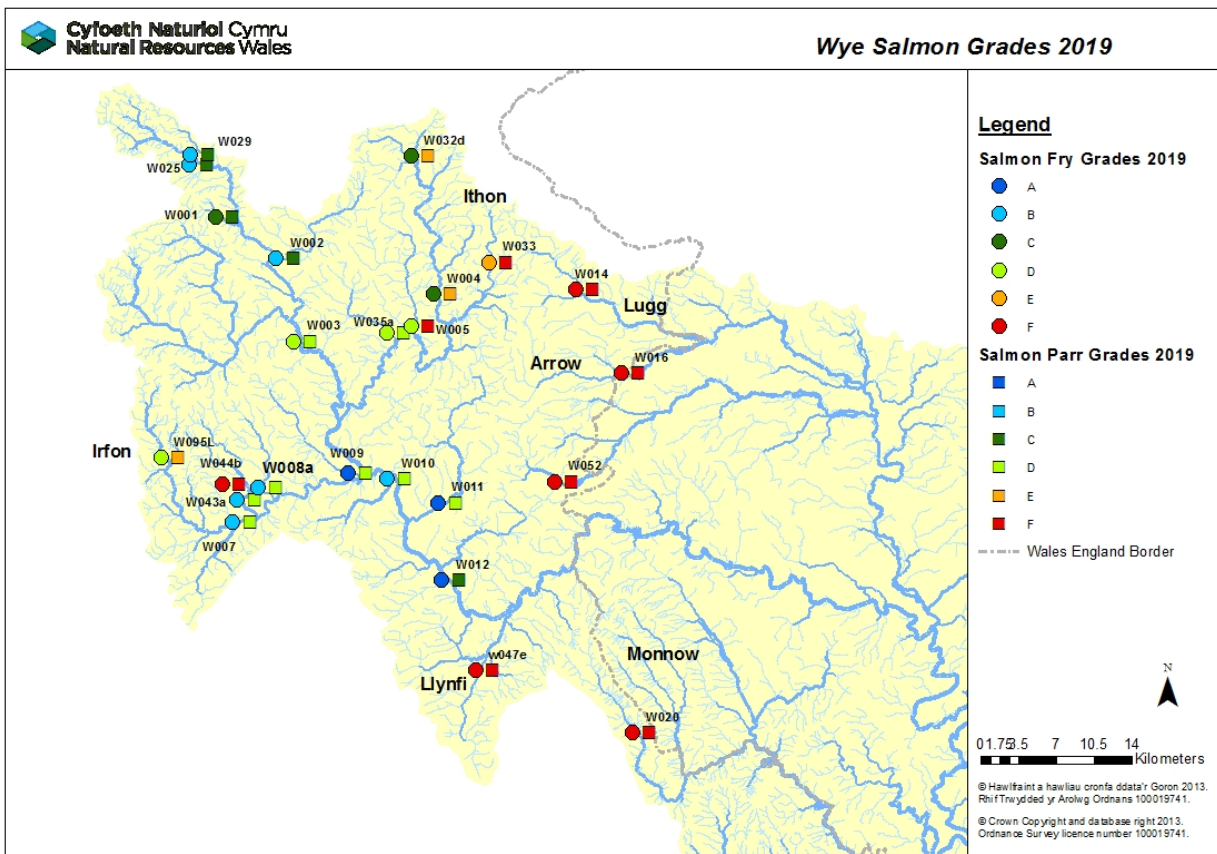 Cyfoeth Naturiol Cymru
Natural Resources Wales
Wye Salmon Grades 2019
W029
W025
W032d
Ithon
W001
W002
W033
W004
W014
Lugg
W003
W035a
W005
Arrow
W016
Irfon
W095L
W044b
W008a
W009
W010
W052
W043a
W011
W007
W012
w047e
Llynfi
Monnow
W020
Legend
Salmon Fry Grades 2019
A
B
C
D
E
F
Salmon Parr Grades 2019
A
B
C
D
E
F
Wales England Border
N
0 1.75 3.5 7 10.5 14
Kilometers
© Hawlfraint a hawliau cronfa ddata'r Goron 2013.
Rhif Trwydded yr Arolwg Ordnans 100019741.
© Crown Copyright and database right 2013.
Ordnance Survey licence number 100019741.